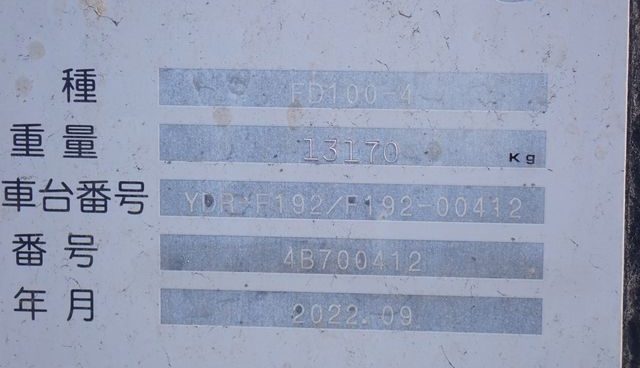 種 FD100-4
重量 13170 Kg
車台番号 YDR-F192/F192-00412
番号 4B700412
年月 2022.09